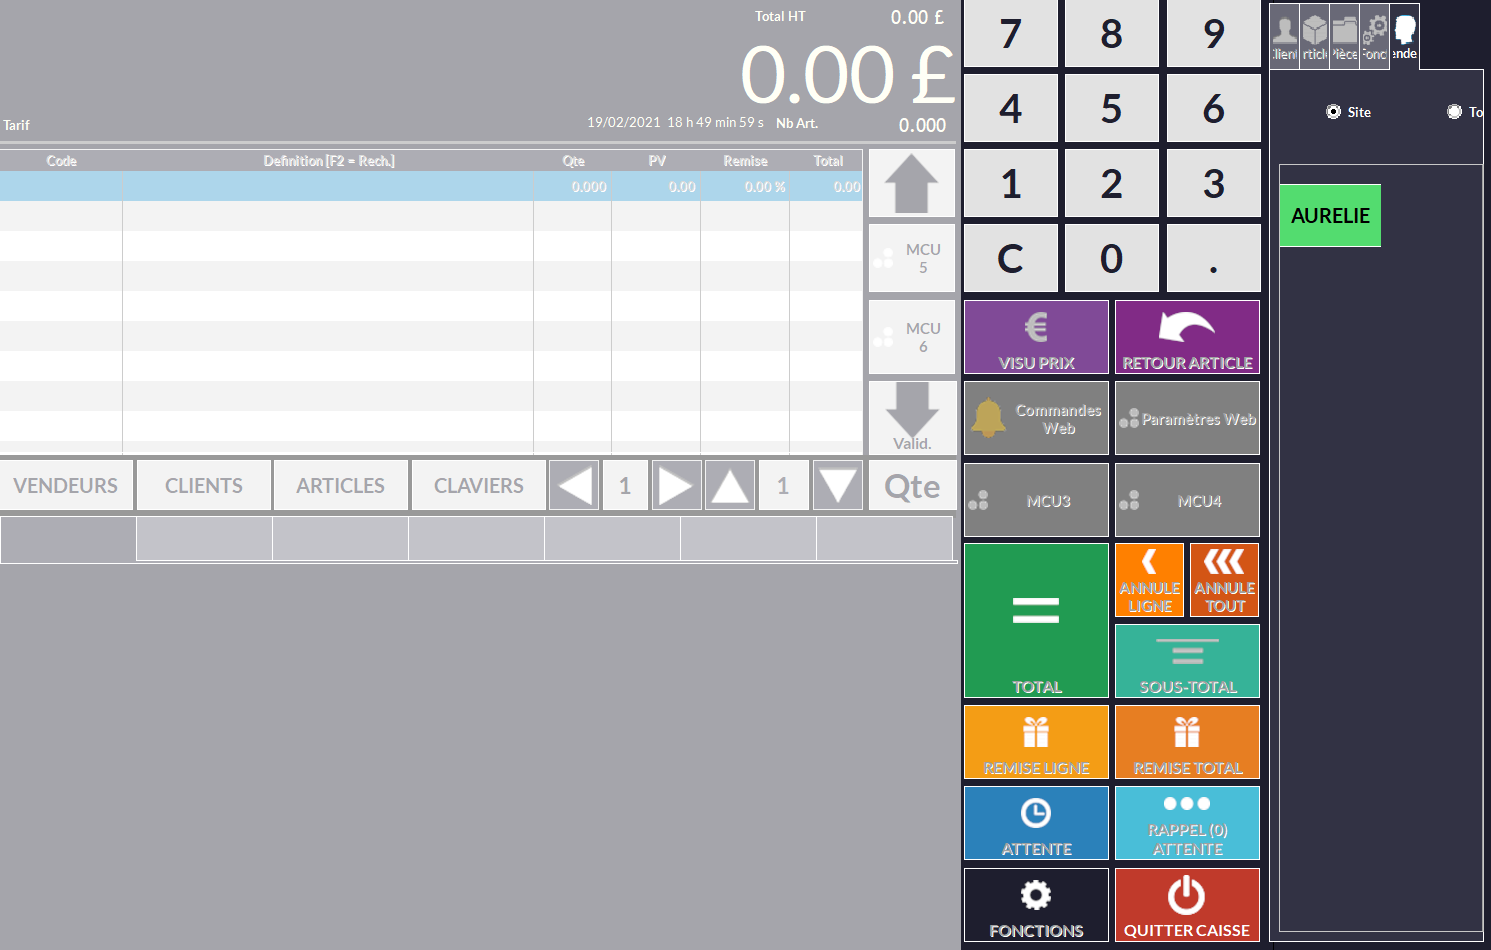 Total HT 0.00 £
0.00 £
Tarif 19/02/2021 18 h 49 min 59 s Nb Art. 0.000
Code Definition [F2 = Rech.] Qte PV Remise Total
0.000 0.00 0.00 % 0.00
MCU
5
MCU
6
Valid.
VENDEURS CLIENTS ARTICLES CLAVIERS 1 1 Qte
7 8 9
4 5 6
1 2 3
C 0 .
€
VISU PRIX RETOUR ARTICLE
Commandes
Web
Paramètres Web
MCU3 MCU4
=
TOTAL
ANNULE
LIGNE
ANNULE
TOUT
SOUS-TOTAL
REMISE LIGNE REMISE TOTAL
ATTENTE
RAPPEL (0)
ATTENTE
FONCTIONS QUITTER CAISSE
lient rticl ièce Fonc ende
Site To
AURELIE